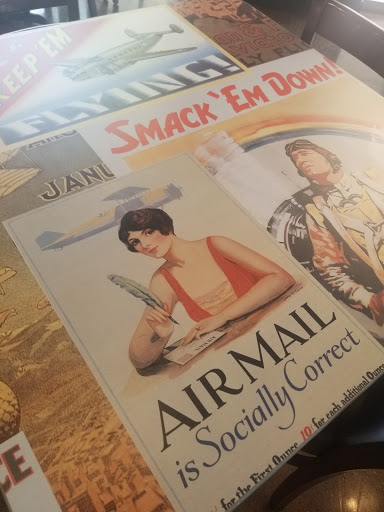 KEEP 'EM
FLYING!
SMACK 'EM DOWN!
JANU
AIR MAIL
is Socially Correct
for the First Ounce 10¢ for each additional Ounce
CE